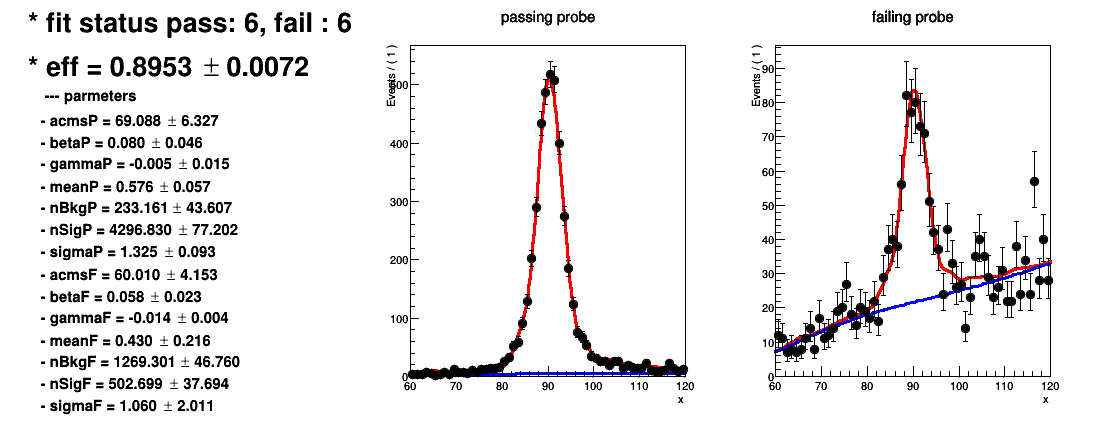 * fit status pass: 6, fail : 6
* eff = 0.8953 ± 0.0072
--- parmeters
- acmsP = 69.088 ± 6.327
- betaP = 0.080 ± 0.046
- gammaP = -0.005 ± 0.015
- meanP = 0.576 ± 0.057
- nBkgP = 233.161 ± 43.607
- nSigP = 4296.830 ± 77.202
- sigmaP = 1.325 ± 0.093
- acmsF = 60.010 ± 4.153
- betaF = 0.058 ± 0.023
- gammaF = -0.014 ± 0.004
- meanF = 0.430 ± 0.216
- nBkgF = 1269.301 ± 46.760
- nSigF = 502.699 ± 37.694
- sigmaF = 1.060 ± 2.011
passing probe
Events / ( 1 )
500
400
300
200
100
0
60 70 80 90 100 110 120
x
failing probe
Events / ( 1 )
90
80
70
60
50
40
30
20
10
0
60 70 80 90 100 110 120
x